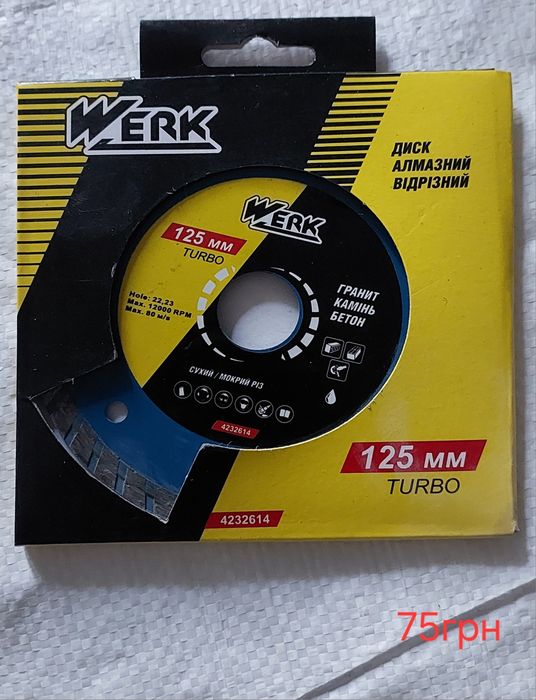 WERK
ДИСК
АЛМАЗНИЙ
ВІДРІЗНИЙ
WERK
125 мм
TURBO
Hole: 22,23
Max. 12000 RPM
Max. 80 м/s
ГРАНИТ
КАМІНЬ
БЕТОН
СУХИЙ / МОКРИЙ РІЗ
4232614
125 мм
TURBO
4232614
75грн